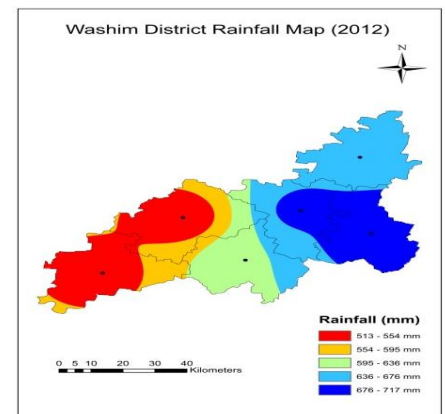 Washim District Rainfall Map (2012)
N
Rainfall (mm)
513 - 554 mm
554 - 595 mm
595 - 636 mm
636 - 676 mm
676 - 717 mm
0 5 10 20 30 40
Kilometers